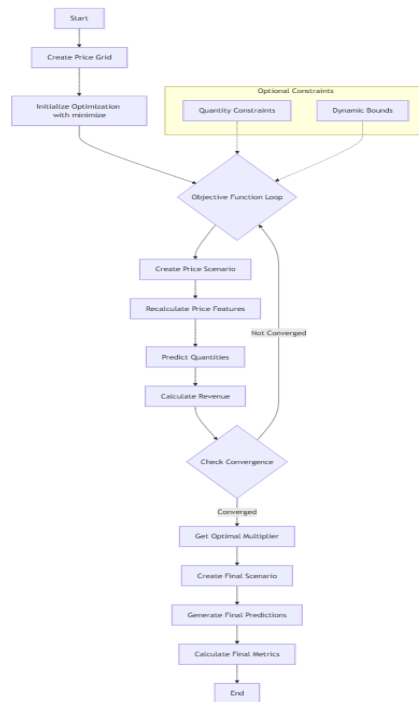 Start
Create Price Grid
Optional Constraints
Initialize Optimization
with minimize
Quantity Constraints
Dynamic Bounds
Objective Function Loop
Create Price Scenario
Recalculate Price Features
Not Converged
Predict Quantities
Calculate Revenue
Check Convergence
Converged
Get Optimal Multiplier
Create Final Scenario
Generate Final Predictions
Calculate Final Metrics
End